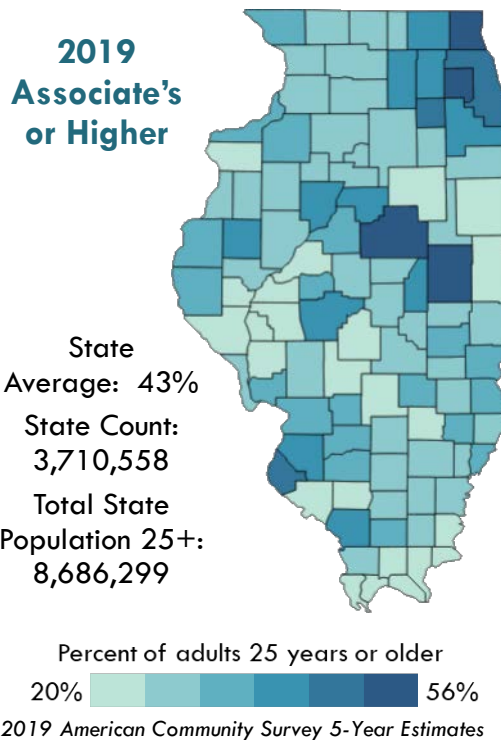 2019
Associate's
or Higher
State
Average: 43%
State Count:
3,710,558
Total State
Population 25+:
8,686,299
Percent of adults 25 years or older
20% 56%
2019 American Community Survey 5-Year Estimates